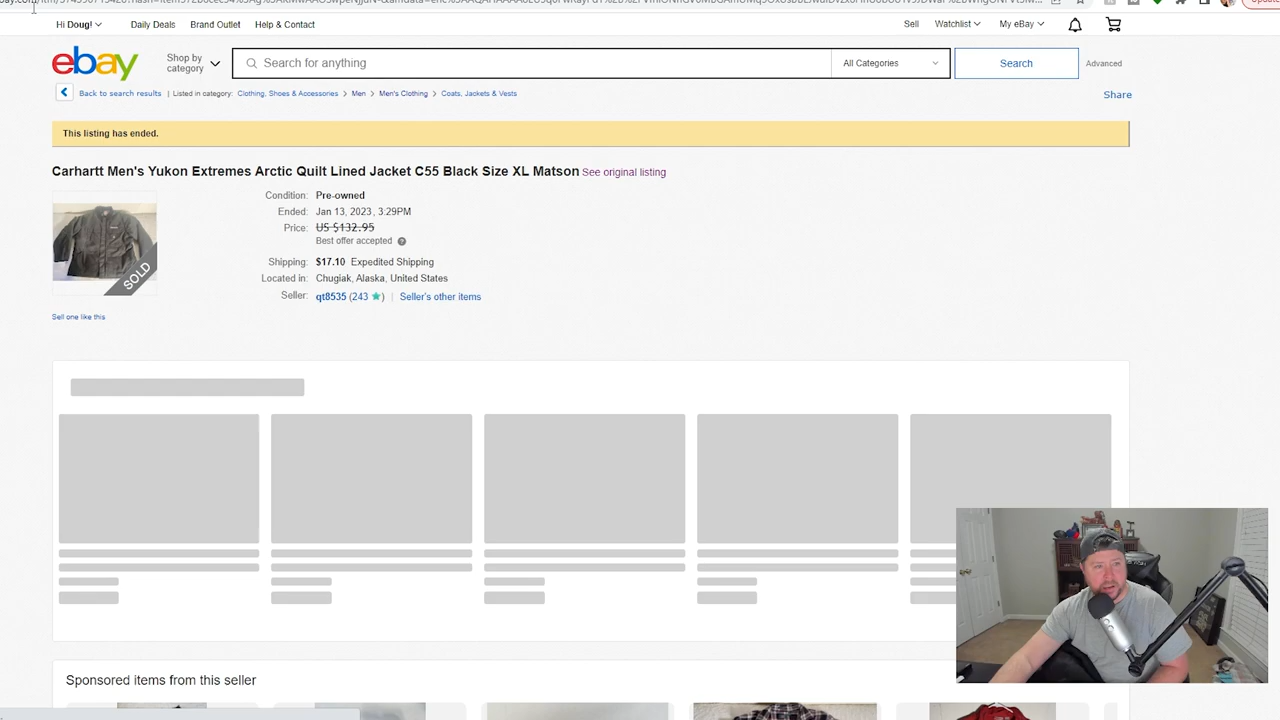 Hi Doug!
Daily Deals
Brand Outlet
Help & Contact
Sell
Watchlist
My eBay
ebay
Shop by
category
Search for anything
All Categories
Search
Advanced
Back to search results | Listed in category: Clothing, Shoes & Accessories > Men > Men's Clothing > Coats, Jackets & Vests
Share
This listing has ended.
Carhartt Men's Yukon Extremes Arctic Quilt Lined Jacket C55 Black Size XL Matson See original listing
Condition: Pre-owned
Ended: Jan 13, 2023 , 3:29PM
Price: US $132.95
Best offer accepted
Shipping: $17.10 Expedited Shipping
Located in: Chugiak, Alaska, United States
Seller: qt8535 (243 ) | Seller's other items
SOLD
Sell one like this
Sponsored items from this seller